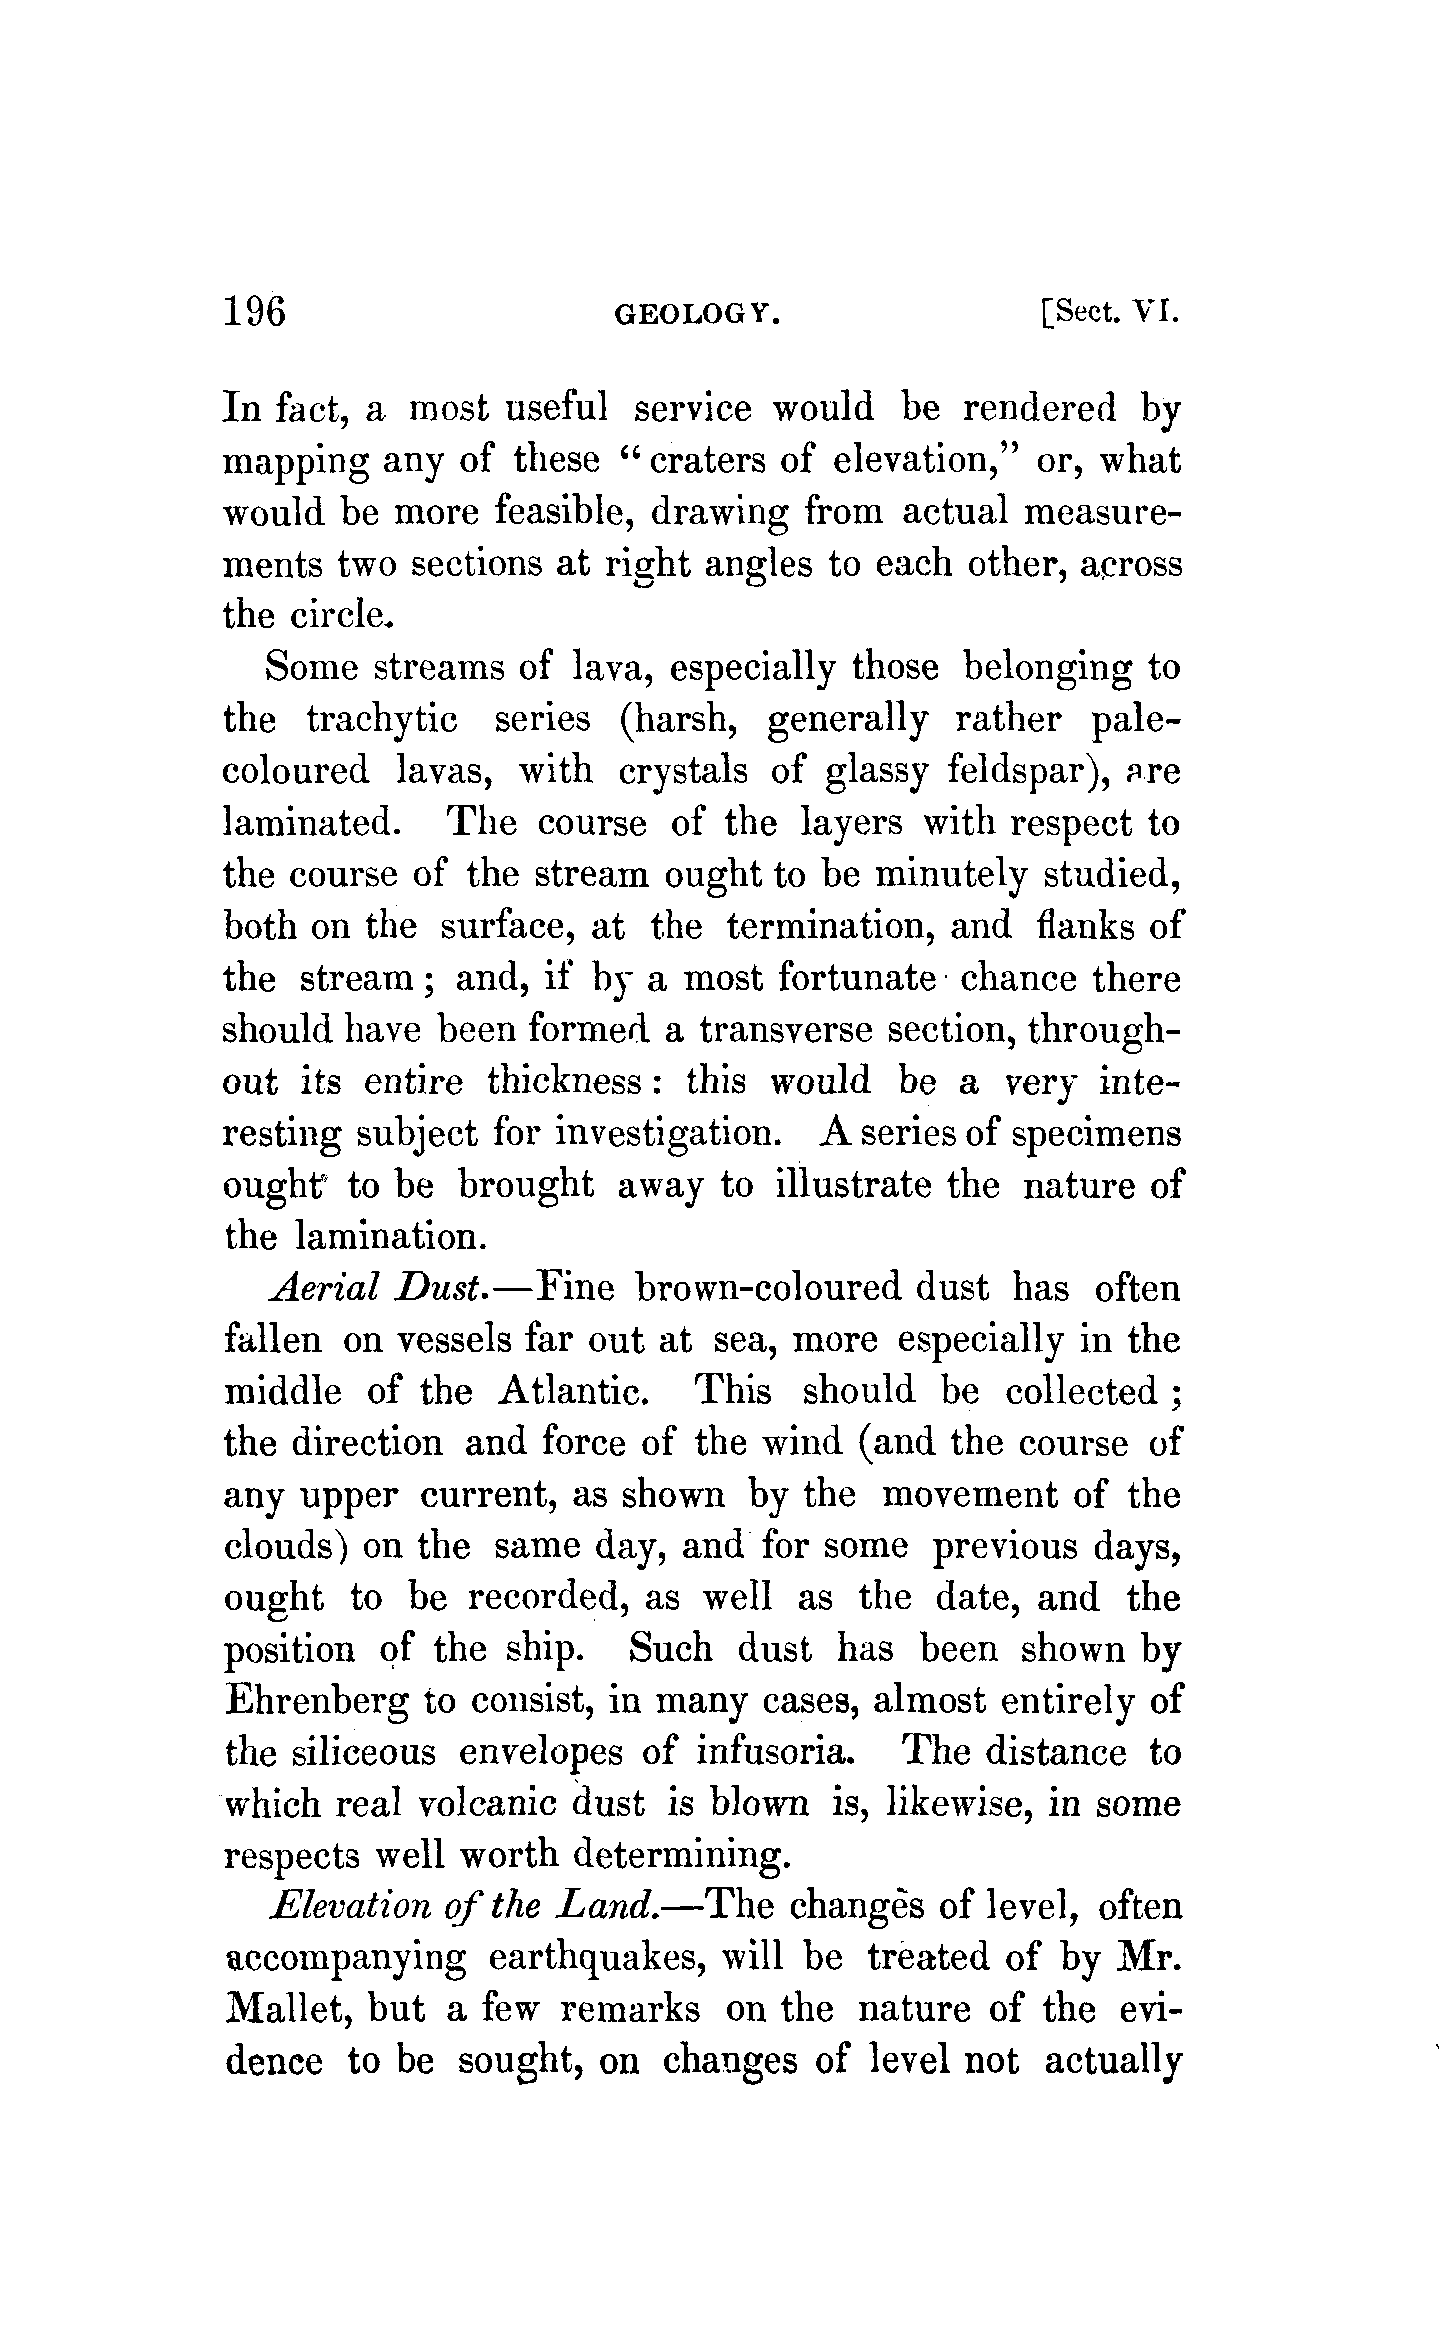 196 GEOLOGY. [Sect. VI.
In fact, a most useful service would be rendered by
mapping any of these “craters of elevation,” or, what
would be more feasible, drawing from actual measure-
ments two sections at right angles to each other, across
the circle.
Some streams of lava, especially those belonging to
the trachytic series (harsh, generally rather pale-
coloured lavas, with crystals of glassy feldspar), are
laminated. The course of the layers with respect to
the course of the stream ought to be minutely studied,
both on the surface, at the termination, and flanks of
the stream; and, if by a most fortunate chance there
should have been formed a transverse section, through-
out its entire thickness: this would be a very inte-
resting subject for investigation. A series of specimens
ought to be brought away to illustrate the nature of
the lamination.
Aerial Dust.—Fine brown-coloured dust has often
fallen on vessels far out at sea, more especially in the
middle of the Atlantic. This should be collected;
the direction and force of the wind (and the course of
any upper current, as shown by the movement of the
clouds) on the same day, and for some previous days,
ought to be recorded, as well as the date, and the
position of the ship. Such dust has been shown by
Ehrenberg to consist, in many cases, almost entirely of
the siliceous envelopes of infusoria. The distance to
which real volcanic dust is blown is, likewise, in some
respects well worth determining.
Elevation of the Land.—The changes of level, often
accompanying earthquakes, will be treated of by Mr.
Mallet, but a few remarks on the nature of the evi-
dence to be sought, on changes of level not actually